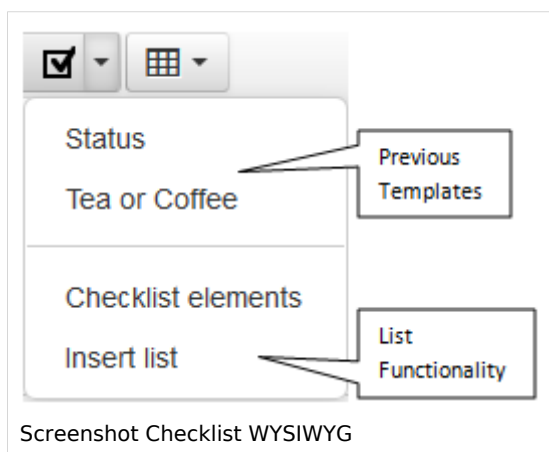 Status
Tea or Coffee
Previous
Templates
Checklist elements
Insert list
List
Functionality
Screenshot Checklist WYSIWYG